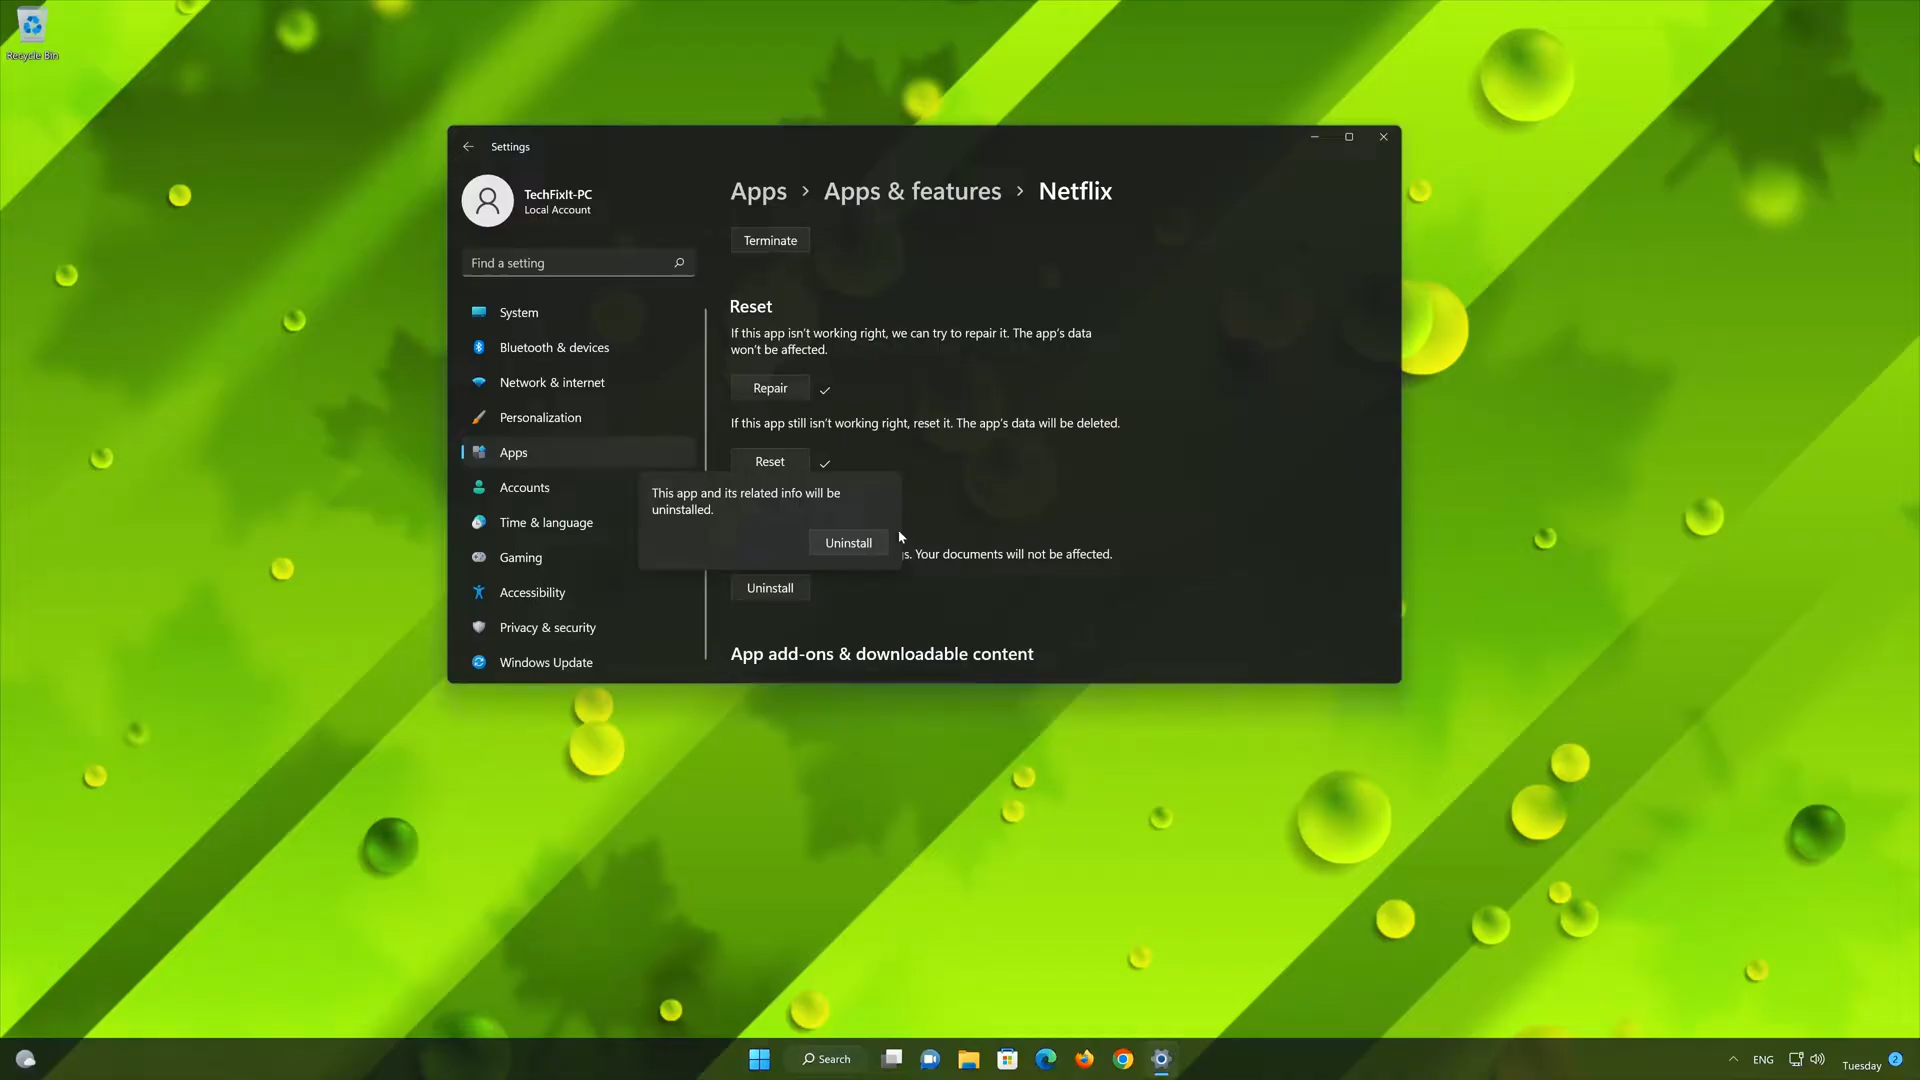 Recycle Bin
Settings
TechFixIt-PC
Local Account
Find a setting
System
Bluetooth & devices
Network & internet
Personalization
Apps
Accounts
Time & language
Gaming
Accessibility
Privacy & security
Windows Update
Apps › Apps & features › Netflix
Terminate
Reset
If this app isn't working right, we can try to repair it. The app's data
won't be affected.
Repair
If this app still isn't working right, reset it. The app's data will be deleted.
Reset
This app and its related info will be
uninstalled.
Uninstall
s. Your documents will not be affected.
Uninstall
App add-ons & downloadable content
Search
ENG
Tuesday
2